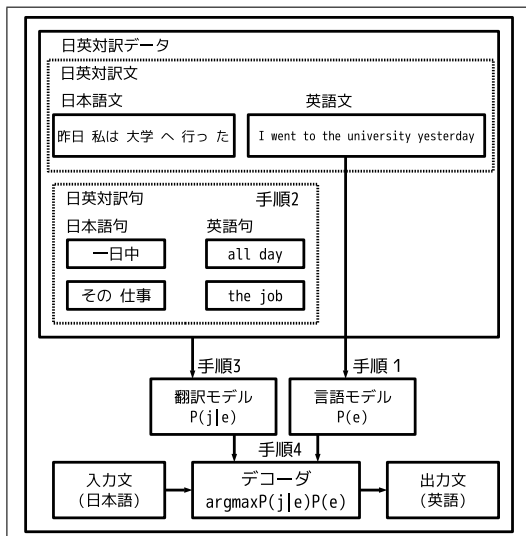 日英対訳データ
日英対訳文
日本語文
英語文
昨日 私は 大学 へ 行っ た
I went to the university yesterday
日英対訳句
手順2
日本語句
英語句
一日中
all day
その 仕事
the job
手順3
手順 1
翻訳モデル
P(j|e)
言語モデル
P(e)
手順4
入力文
(日本語)
デコーダ
argmaxP(j|e)P(e)
出力文
(英語)